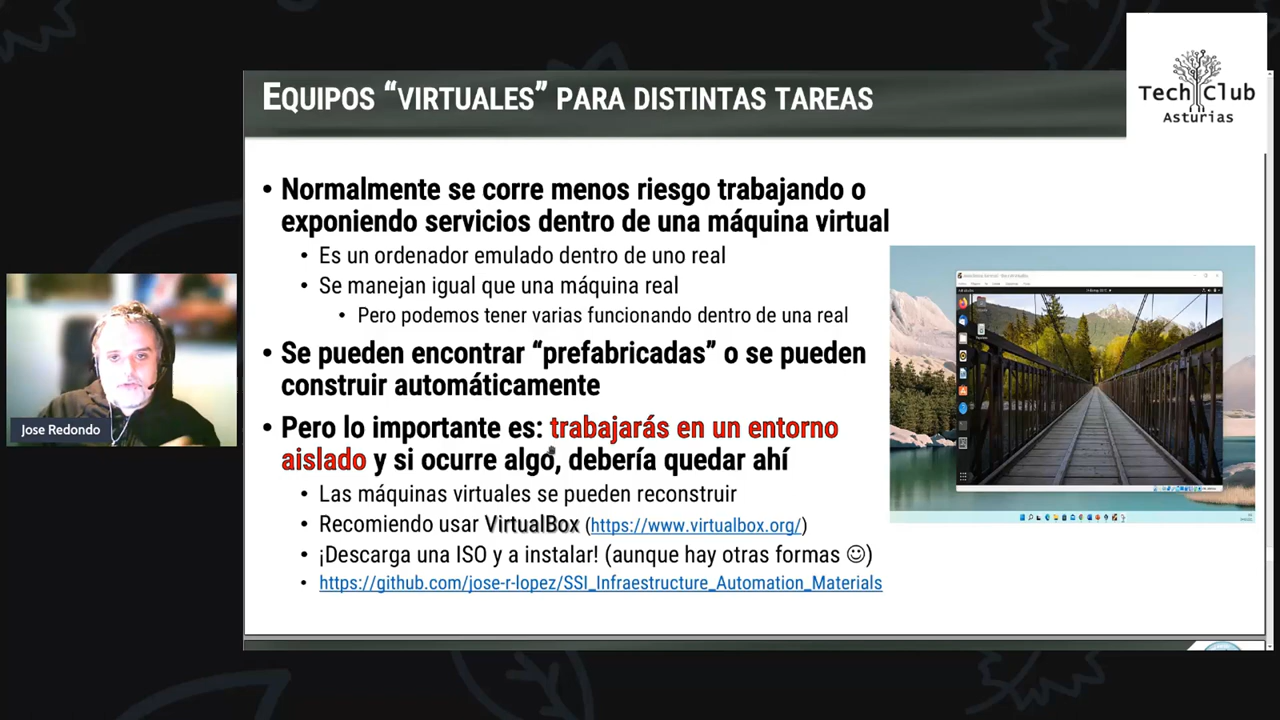 EQUIPOS “VIRTUALES” PARA DISTINTAS TAREAS
Tech Club
Asturias
• Normalmente se corre menos riesgo trabajando o
exponiendo servicios dentro de una máquina virtual
• Es un ordenador emulado dentro de uno real
• Se manejan igual que una máquina real
• Pero podemos tener varias funcionando dentro de una real
• Se pueden encontrar “prefabricadas” o se pueden
construir automáticamente
• Pero lo importante es: trabajarás en un entorno
aislado y si ocurre algo, debería quedar ahí
• Las máquinas virtuales se pueden reconstruir
• Recomiendo usar VirtualBox (https://www.virtualbox.org/)
• ¡Descarga una ISO y a instalar! (aunque hay otras formas ☺)
• https://github.com/jose-r-lopez/SSI_Infraestructure_Automation_Materials
Jose Redondo